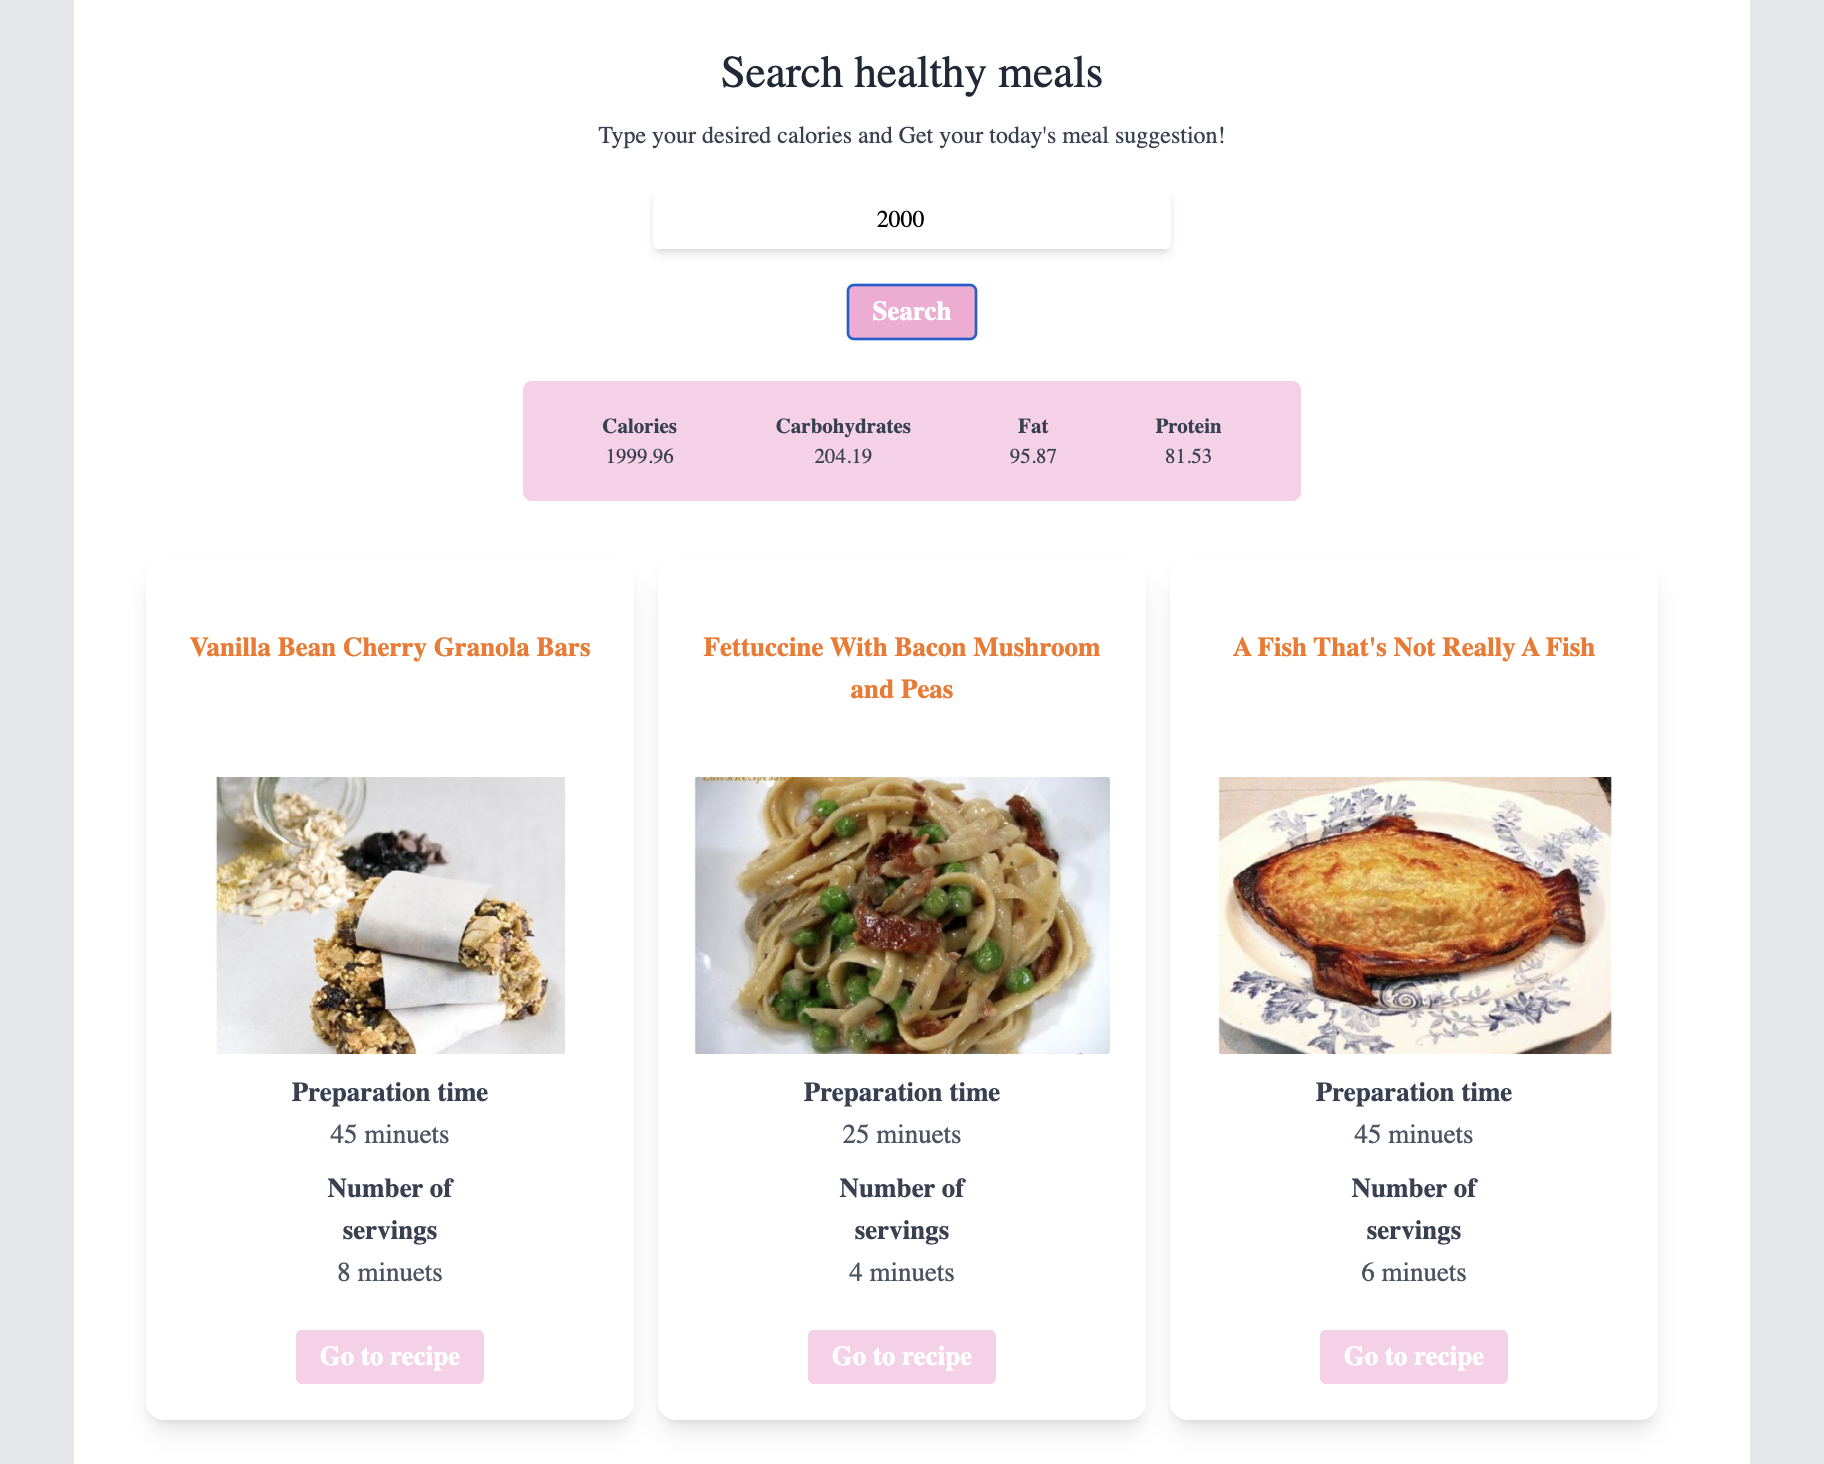 Search healthy meals
Type your desired calories and Get your today's meal suggestion!
2000
Search
Calories Carbohydrates Fat Protein
1999.96 204.19 95.87 81.53
Vanilla Bean Cherry Granola Bars
Preparation time
45 minuets
Number of
servings
8 minuets
Go to recipe
Fettuccine With Bacon Mushroom
and Peas
Preparation time
25 minuets
Number of
servings
4 minuets
Go to recipe
A Fish That's Not Really A Fish
Preparation time
45 minuets
Number of
servings
6 minuets
Go to recipe